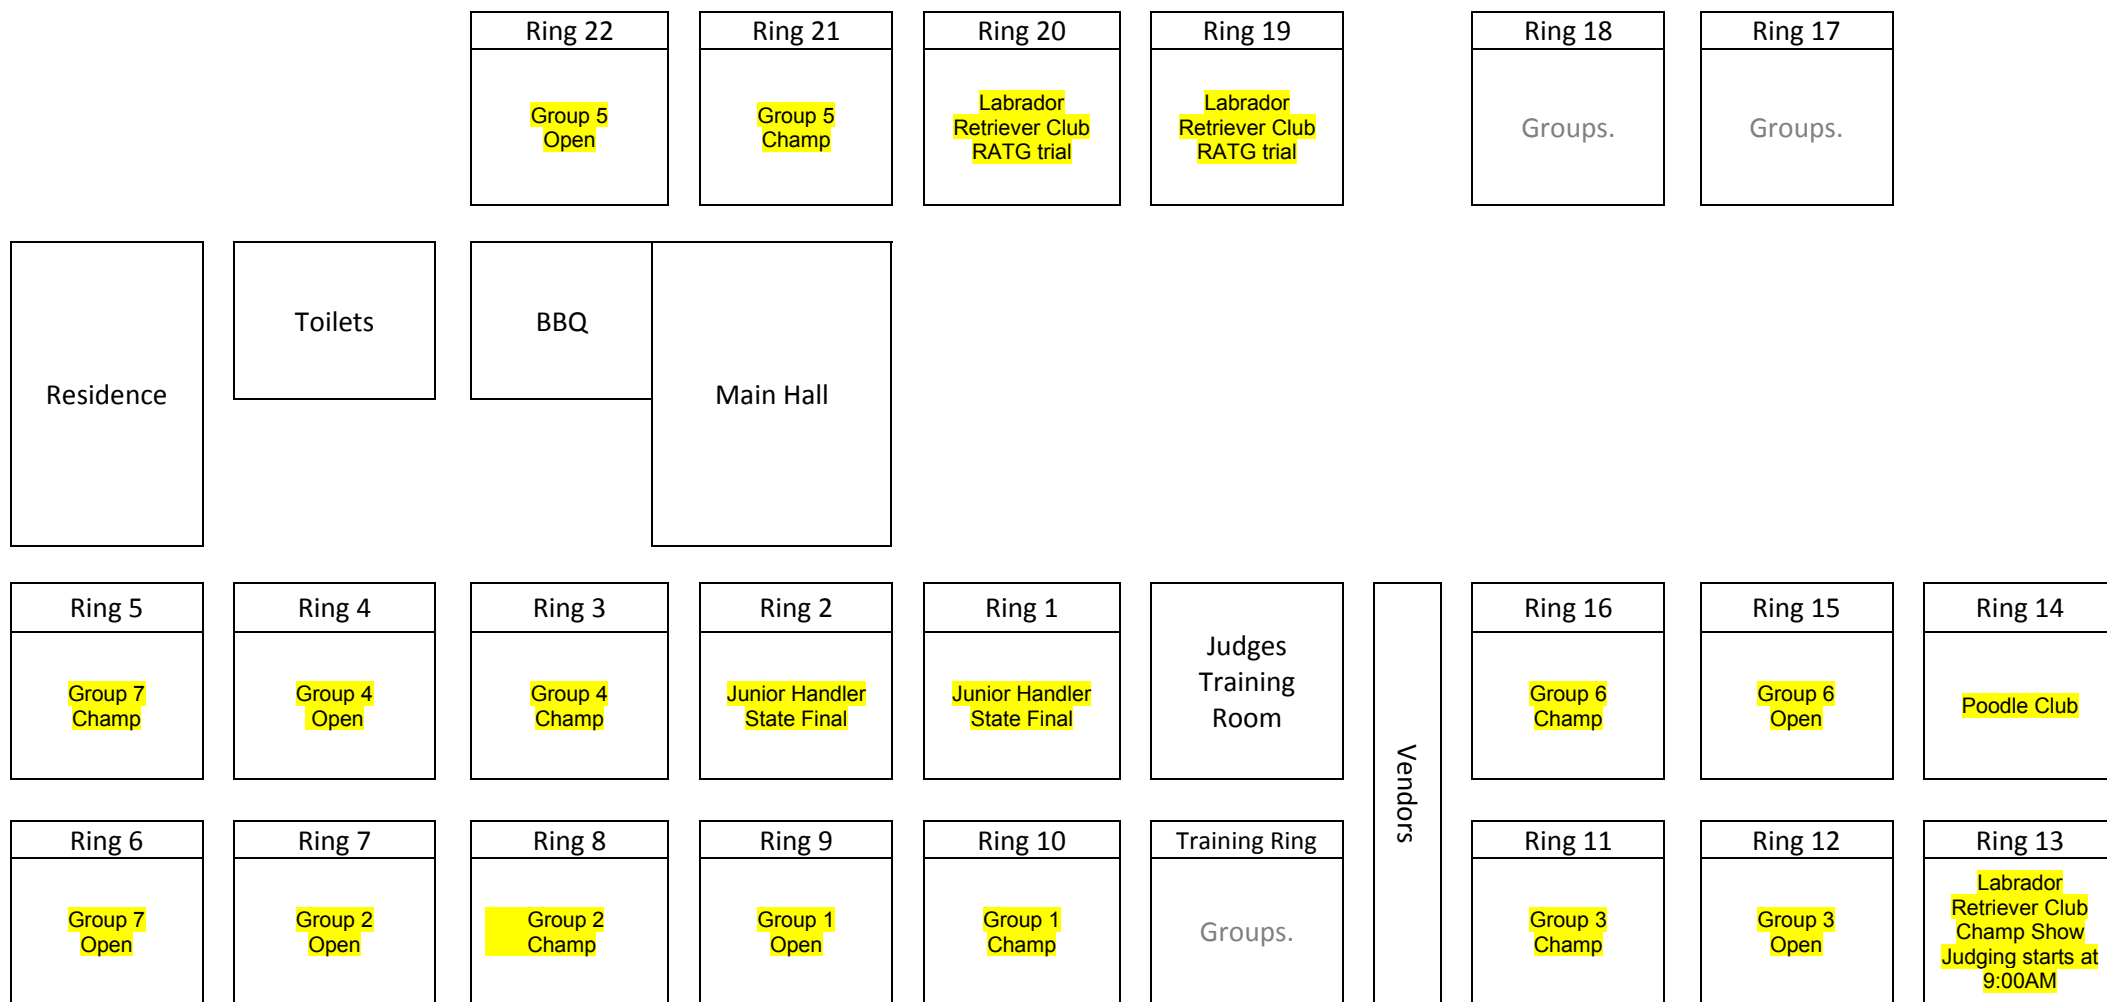 Ring 22
Ring 21
Ring 20
Ring 19
Ring 18
Ring 17
Group 5
Open
Group 5
Champ
Labrador
Retriever Club
RATG trial
Labrador
Retriever Club
RATG trial
Groups.
Groups.
Residence
Toilets
BBQ
Main Hall
Ring 5
Ring 4
Ring 3
Ring 2
Ring 1
Judges
Training
Room
Vendors
Ring 16
Ring 15
Ring 14
Group 7
Champ
Group 4
Open
Group 4
Champ
Junior Handler
State Final
Junior Handler
State Final
Group 6
Champ
Group 6
Open
Poodle Club
Ring 6
Ring 7
Ring 8
Ring 9
Ring 10
Training Ring
Ring 11
Ring 12
Ring 13
Group 7
Open
Group 2
Open
Group 2
Champ
Group 1
Open
Group 1
Champ
Groups.
Group 3
Champ
Group 3
Open
Labrador
Retriever Club
Champ Show
Judging starts at
9:00AM